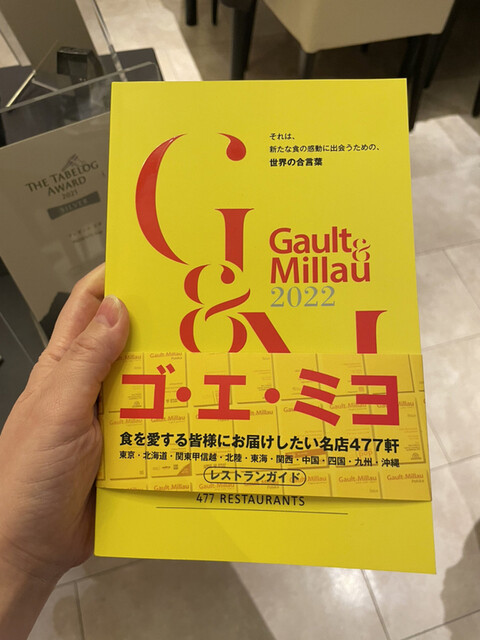 THE TABELOG
AWARD
2021
SILVER
それは、
新たな食の感動に出会うための、
世界の合言葉
G
&
Gault&
Millau
2022
ゴ・エ・ミヨ
食を愛する皆様にお届けしたい名店477軒
東京・北海道・関東甲信越・北陸・東海・関西・中国・四国・九州・沖縄
レストランガイド
477 RESTAURANTS